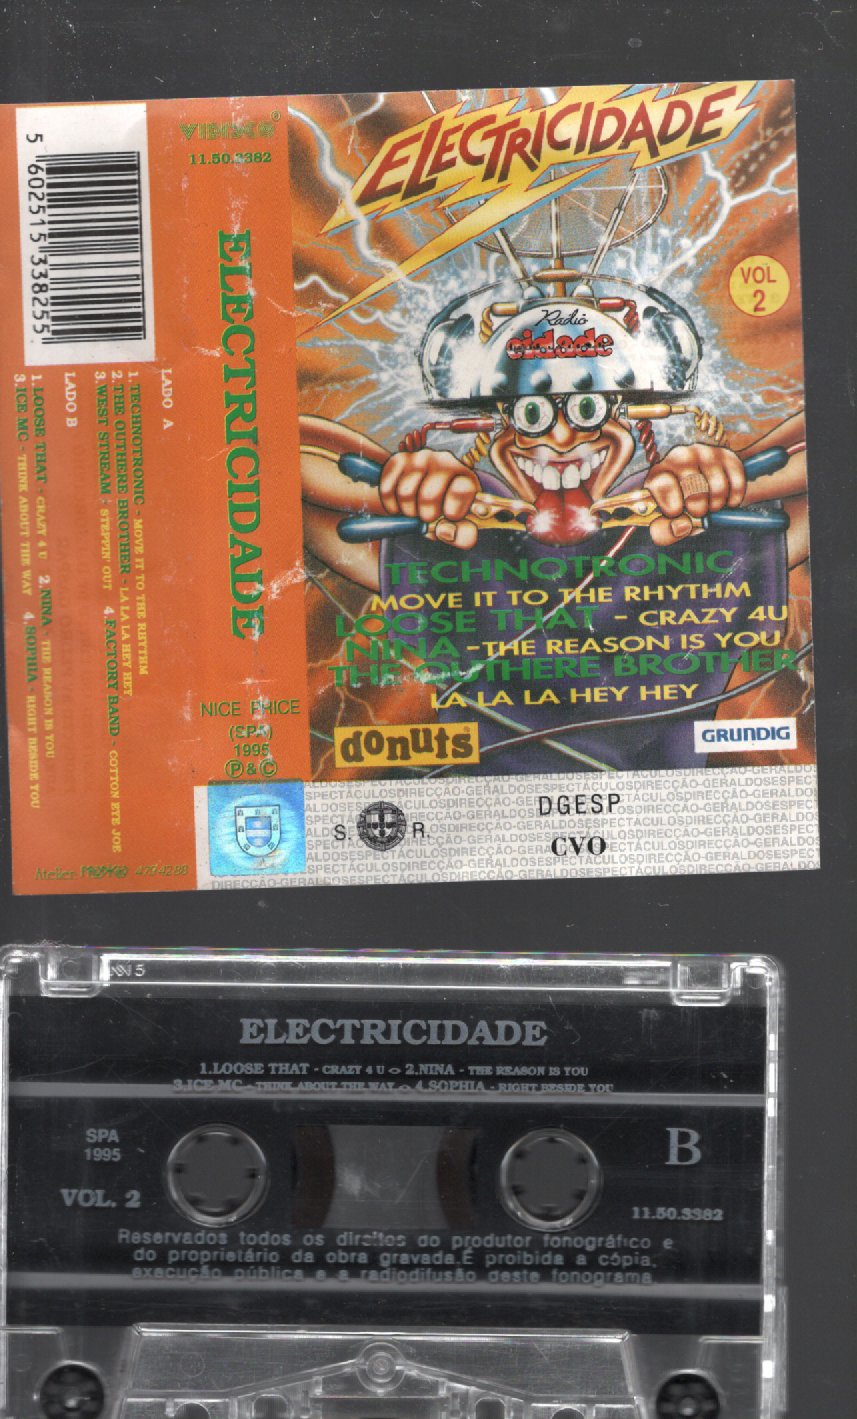 VIDISCO®
11.50.3382
ELECTRICIDADE
NICE PRICE
(SPA)
1995
Ⓟ & ©
5 602515 338255
LADO A
1. TECHNOTRONIC - MOVE IT TO THE RHYTHM
2. THE OUTHERE BROTHER - LA LA LA HEY HEY
3. WEST STREAM - STEPPIN' OUT 4. FACTORY BAND - COTTON EYE JOE
LADO B
1. LOOSE THAT - CRAZY 4 U 2. NINA - THE REASON IS YOU
3. ICE MC - THINK ABOUT THE WAY 4. SOPHIA - RIGHT BESIDE YOU
Atelier
ELECTRICIDADE
VOL
2
Radio
cidade
TECHNOTRONIC
MOVE IT TO THE RHYTHM
LOOSE THAT - CRAZY 4U
NINA - THE REASON IS YOU
THE OUTHERE BROTHER
LA LA LA HEY HEY
donuts
GRUNDIG
DIRECÇÃO-GERALDOSESPECTÁCULOS
S. R.
DGESP
CVO
5
ELECTRICIDADE
1.LOOSE THAT - CRAZY 4 U 2.NINA - THE REASON IS YOU
3.ICE MC - THINK ABOUT THE WAY 4.SOPHIA - RIGHT BESIDE YOU
SPA
1995
B
VOL. 2
11.50.3382
Reservados todos os direitos do produtor fonográfico e
do proprietário da obra gravada.É proibida a cópia,
execução pública e a radiodifusão deste fonograma.